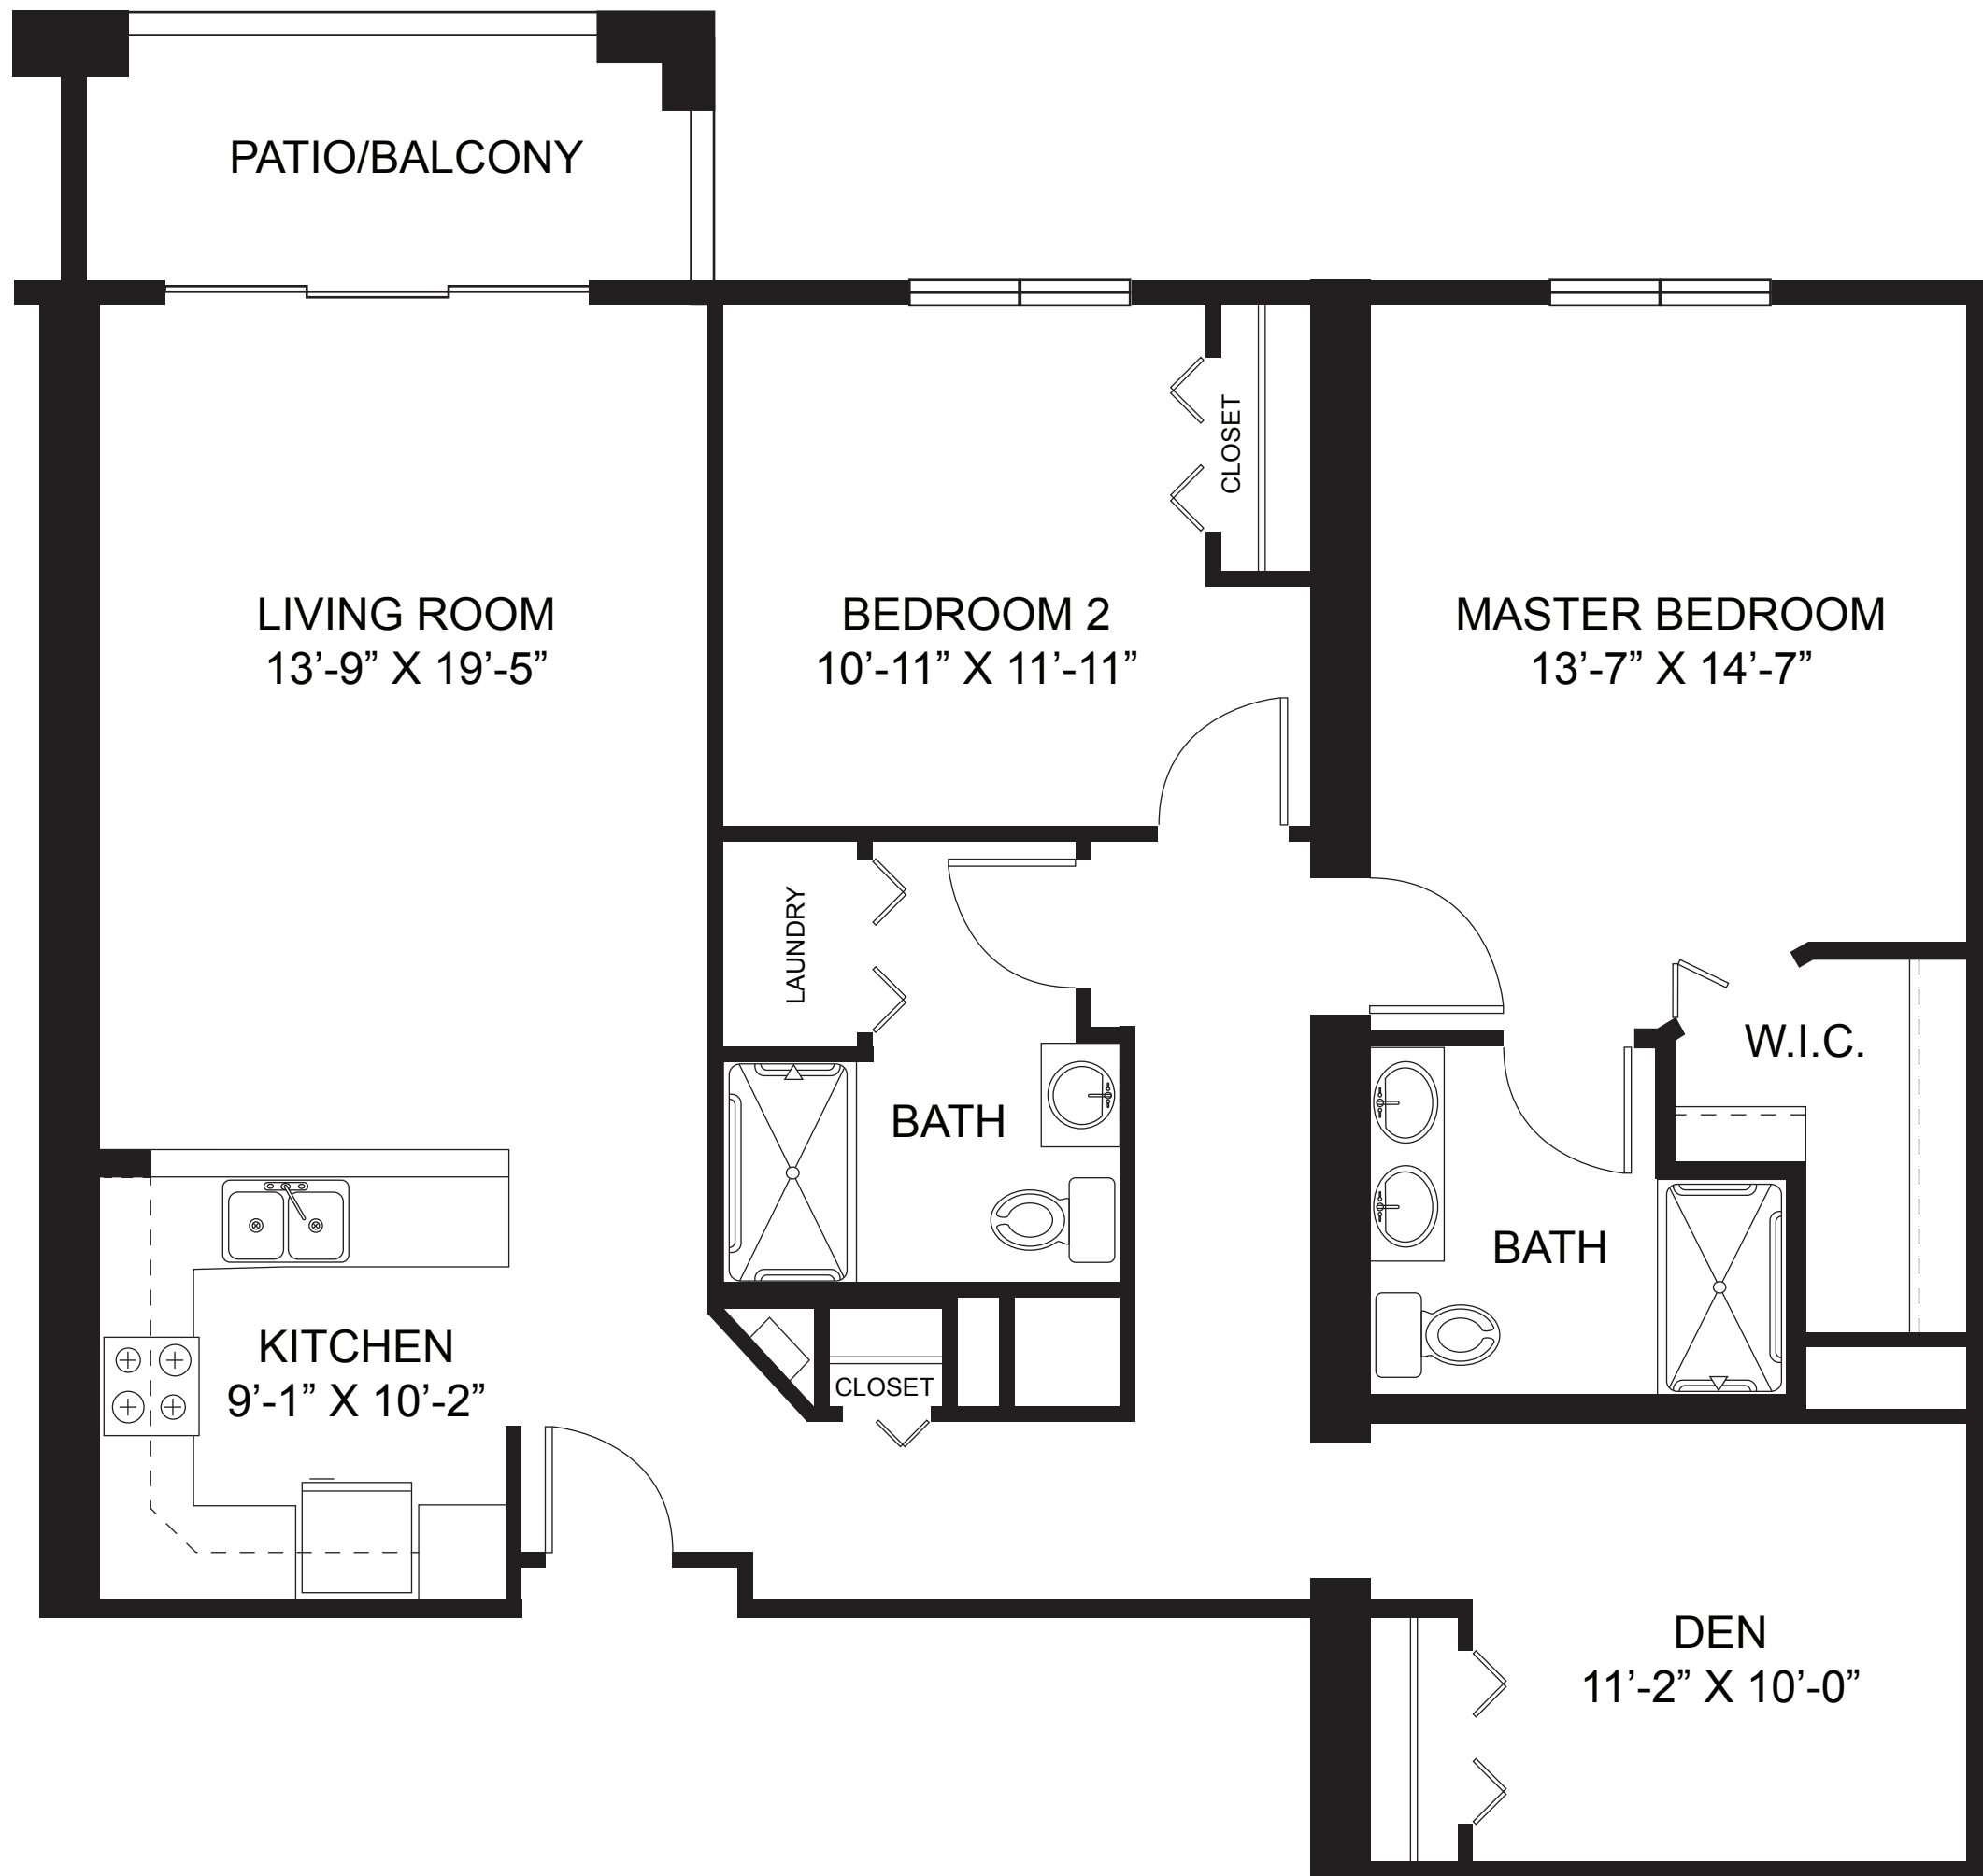 PATIO/BALCONY
CLOSET
LIVING ROOM
13’-9” X 19’-5”
BEDROOM 2
10’-11” X 11’-11”
MASTER BEDROOM
13’-7” X 14’-7”
LAUNDRY
W.I.C.
BATH
BATH
KITCHEN
9’-1” X 10’-2”
CLOSET
DEN
11’-2” X 10’-0”